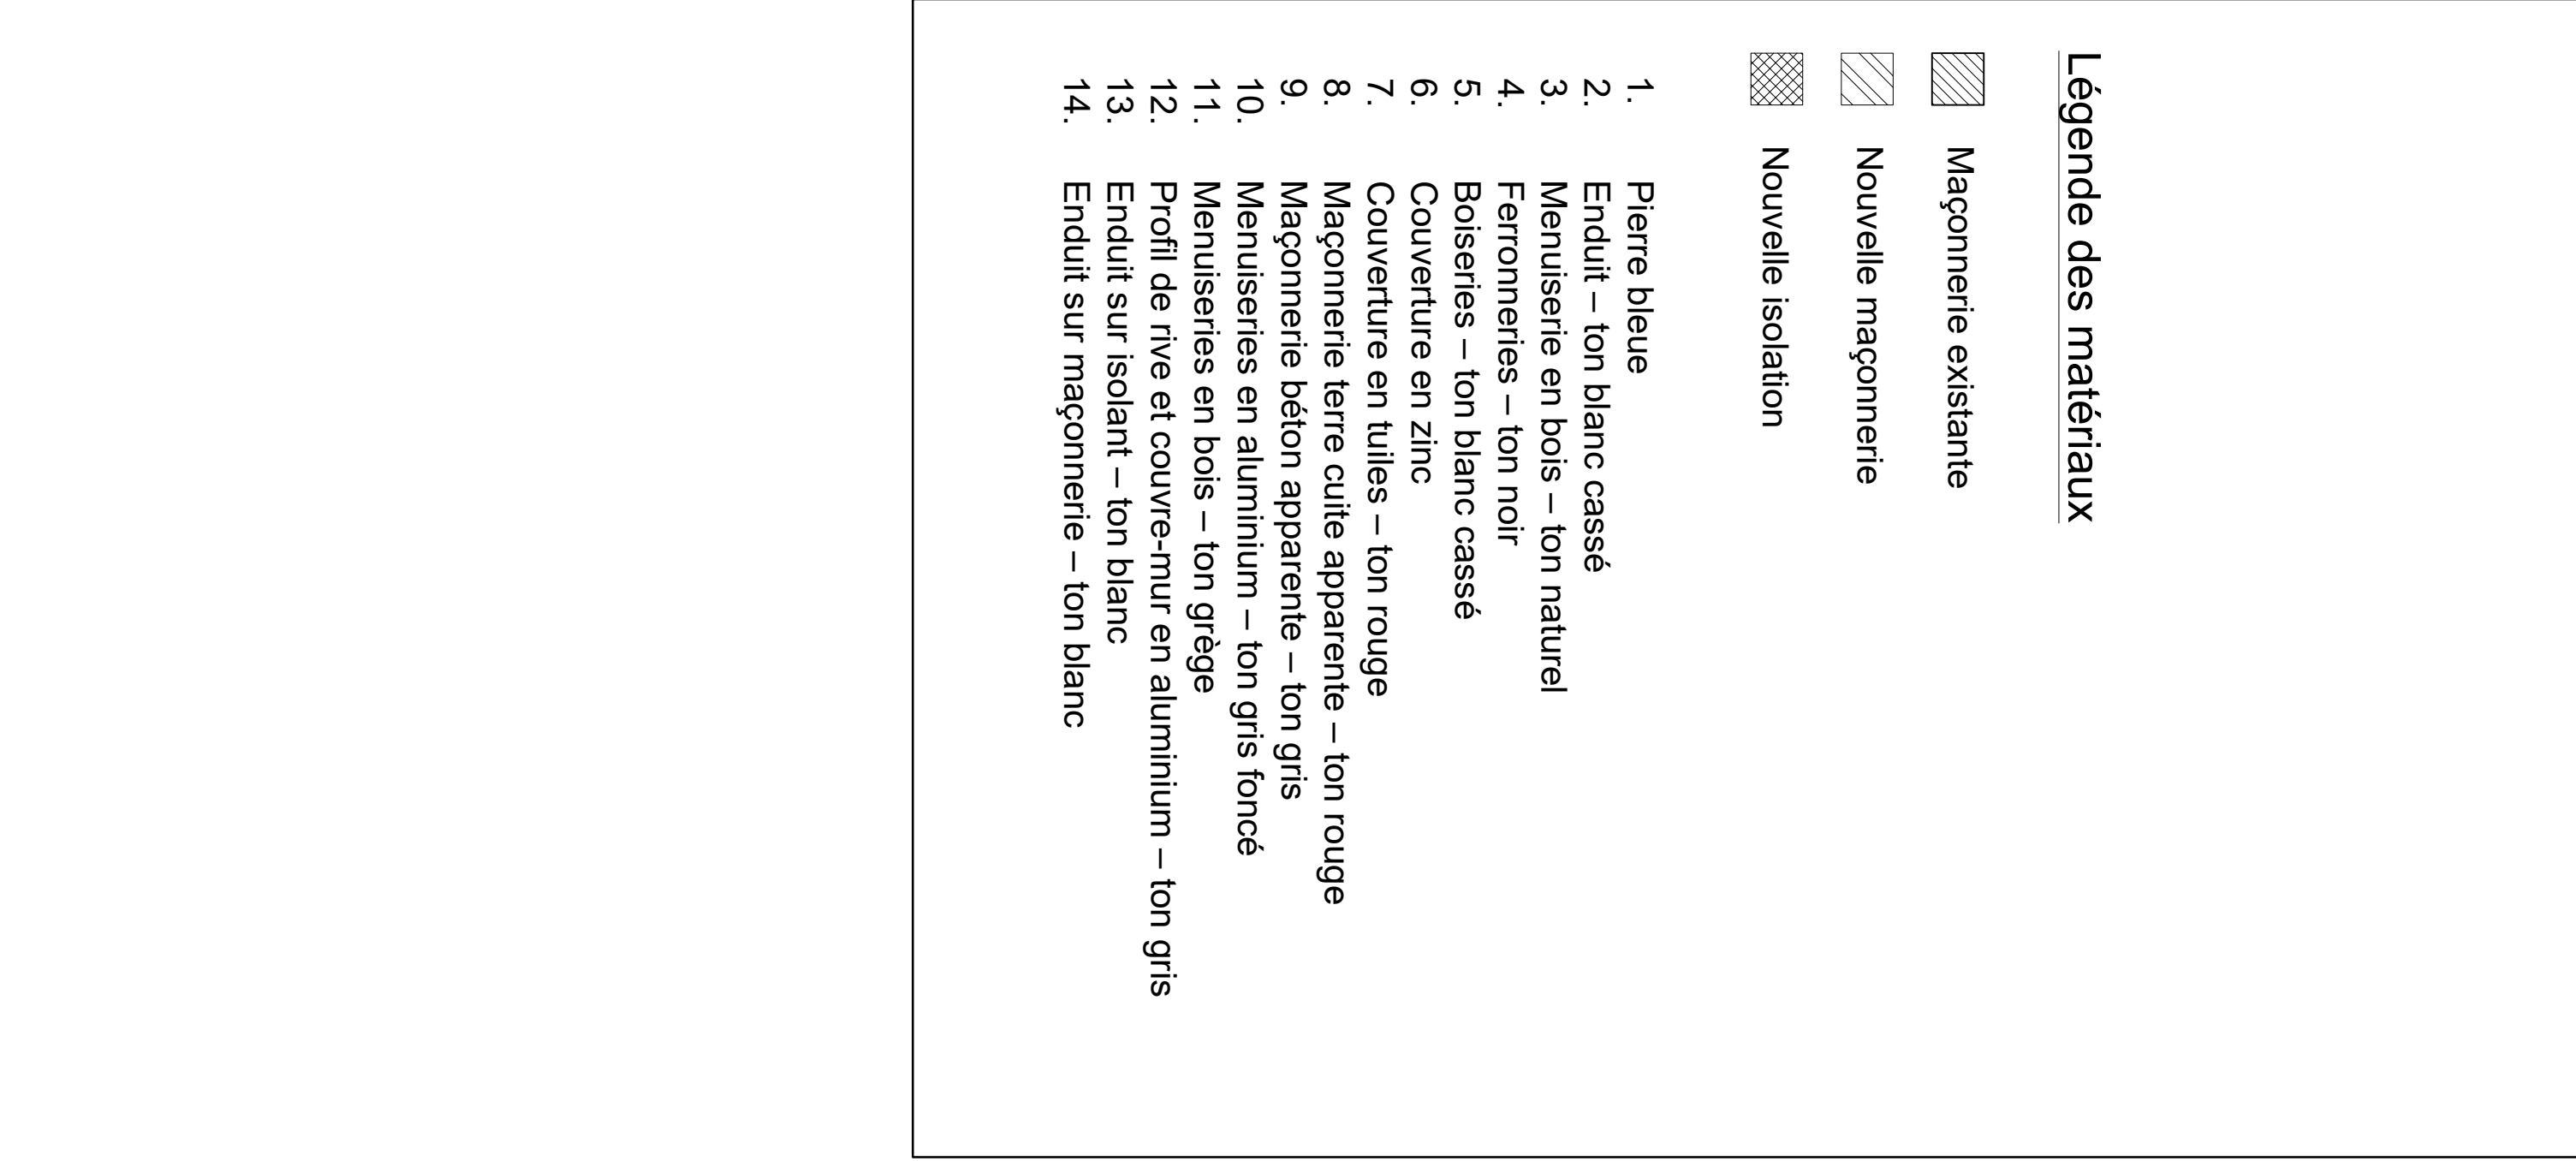 Légende des matériaux
Maçonnerie existante
Nouvelle maçonnerie
Nouvelle isolation
1. Pierre bleue
2. Enduit – ton blanc cassé
3. Menuiserie en bois – ton naturel
4. Ferronneries – ton noir
5. Boiseries – ton blanc cassé
6. Couverture en zinc
7. Couverture en tuiles – ton rouge
8. Maçonnerie terre cuite apparente – ton rouge
9. Maçonnerie béton apparente – ton gris
10. Menuiseries en aluminium – ton gris foncé
11. Menuiseries en bois – ton grège
12. Profil de rive et couvre-mur en aluminium – ton gris
13. Enduit sur isolant – ton blanc
14. Enduit sur maçonnerie – ton blanc